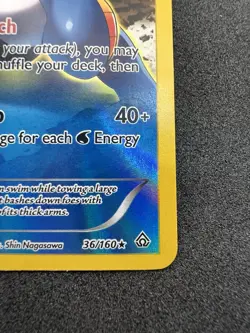 ch
your attack), you may
huffle your deck, then
40+
ge for each Energy
n swim while towing a large
t bashes down foes with
of its thick arms.
s. Shin Nagasawa
36/160★